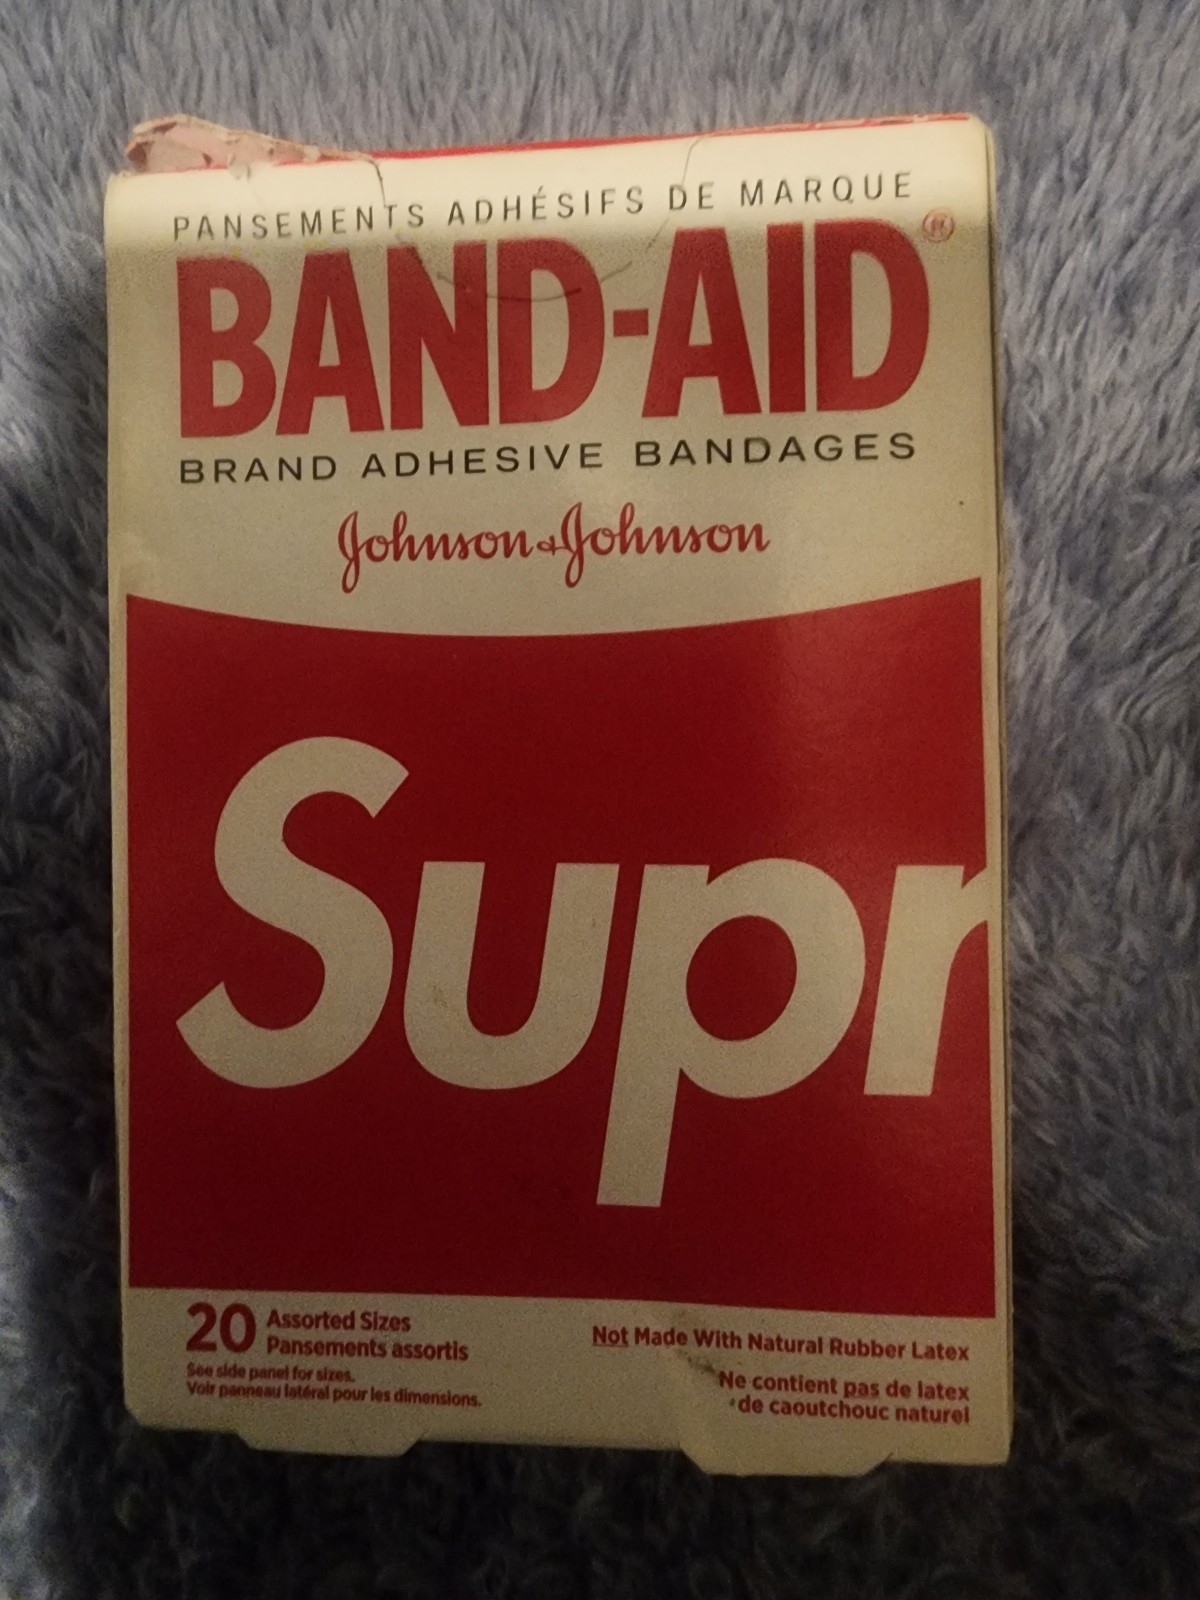 PANSEMENTS ADHÉSIFS DE MARQUE
BAND-AID®
BRAND ADHESIVE BANDAGES
Johnson & Johnson
Supr
20 Assorted Sizes
Pansements assortis
See side panel for sizes.
Voir panneau latéral pour les dimensions.
Not Made With Natural Rubber Latex
Ne contient pas de latex
de caoutchouc naturel